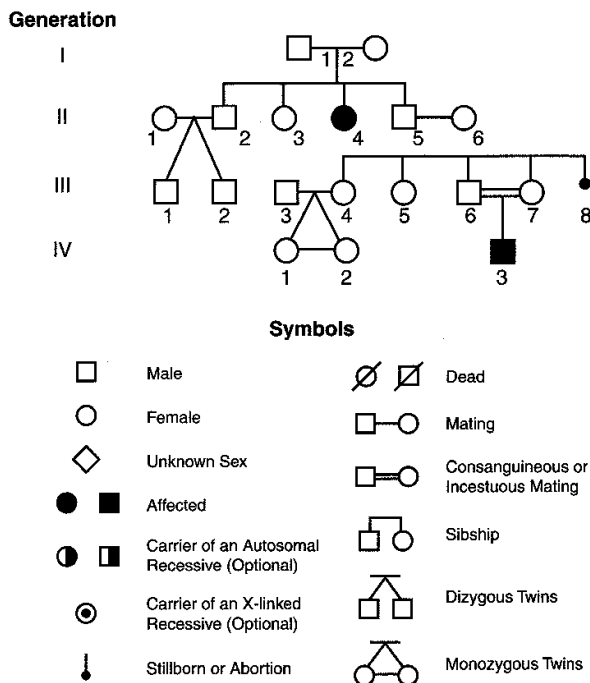 Generation
I
1 2
II
1 2 3 4 5 6
III
1 2 3 4 5 6 7 8
IV
1 2 3
Symbols
Male
Female
Unknown Sex
Affected
Carrier of an Autosomal
Recessive (Optional)
Carrier of an X-linked
Recessive (Optional)
Stillborn or Abortion
Dead
Mating
Consanguineous or
Incestuous Mating
Sibship
Dizygous Twins
Monozygous Twins